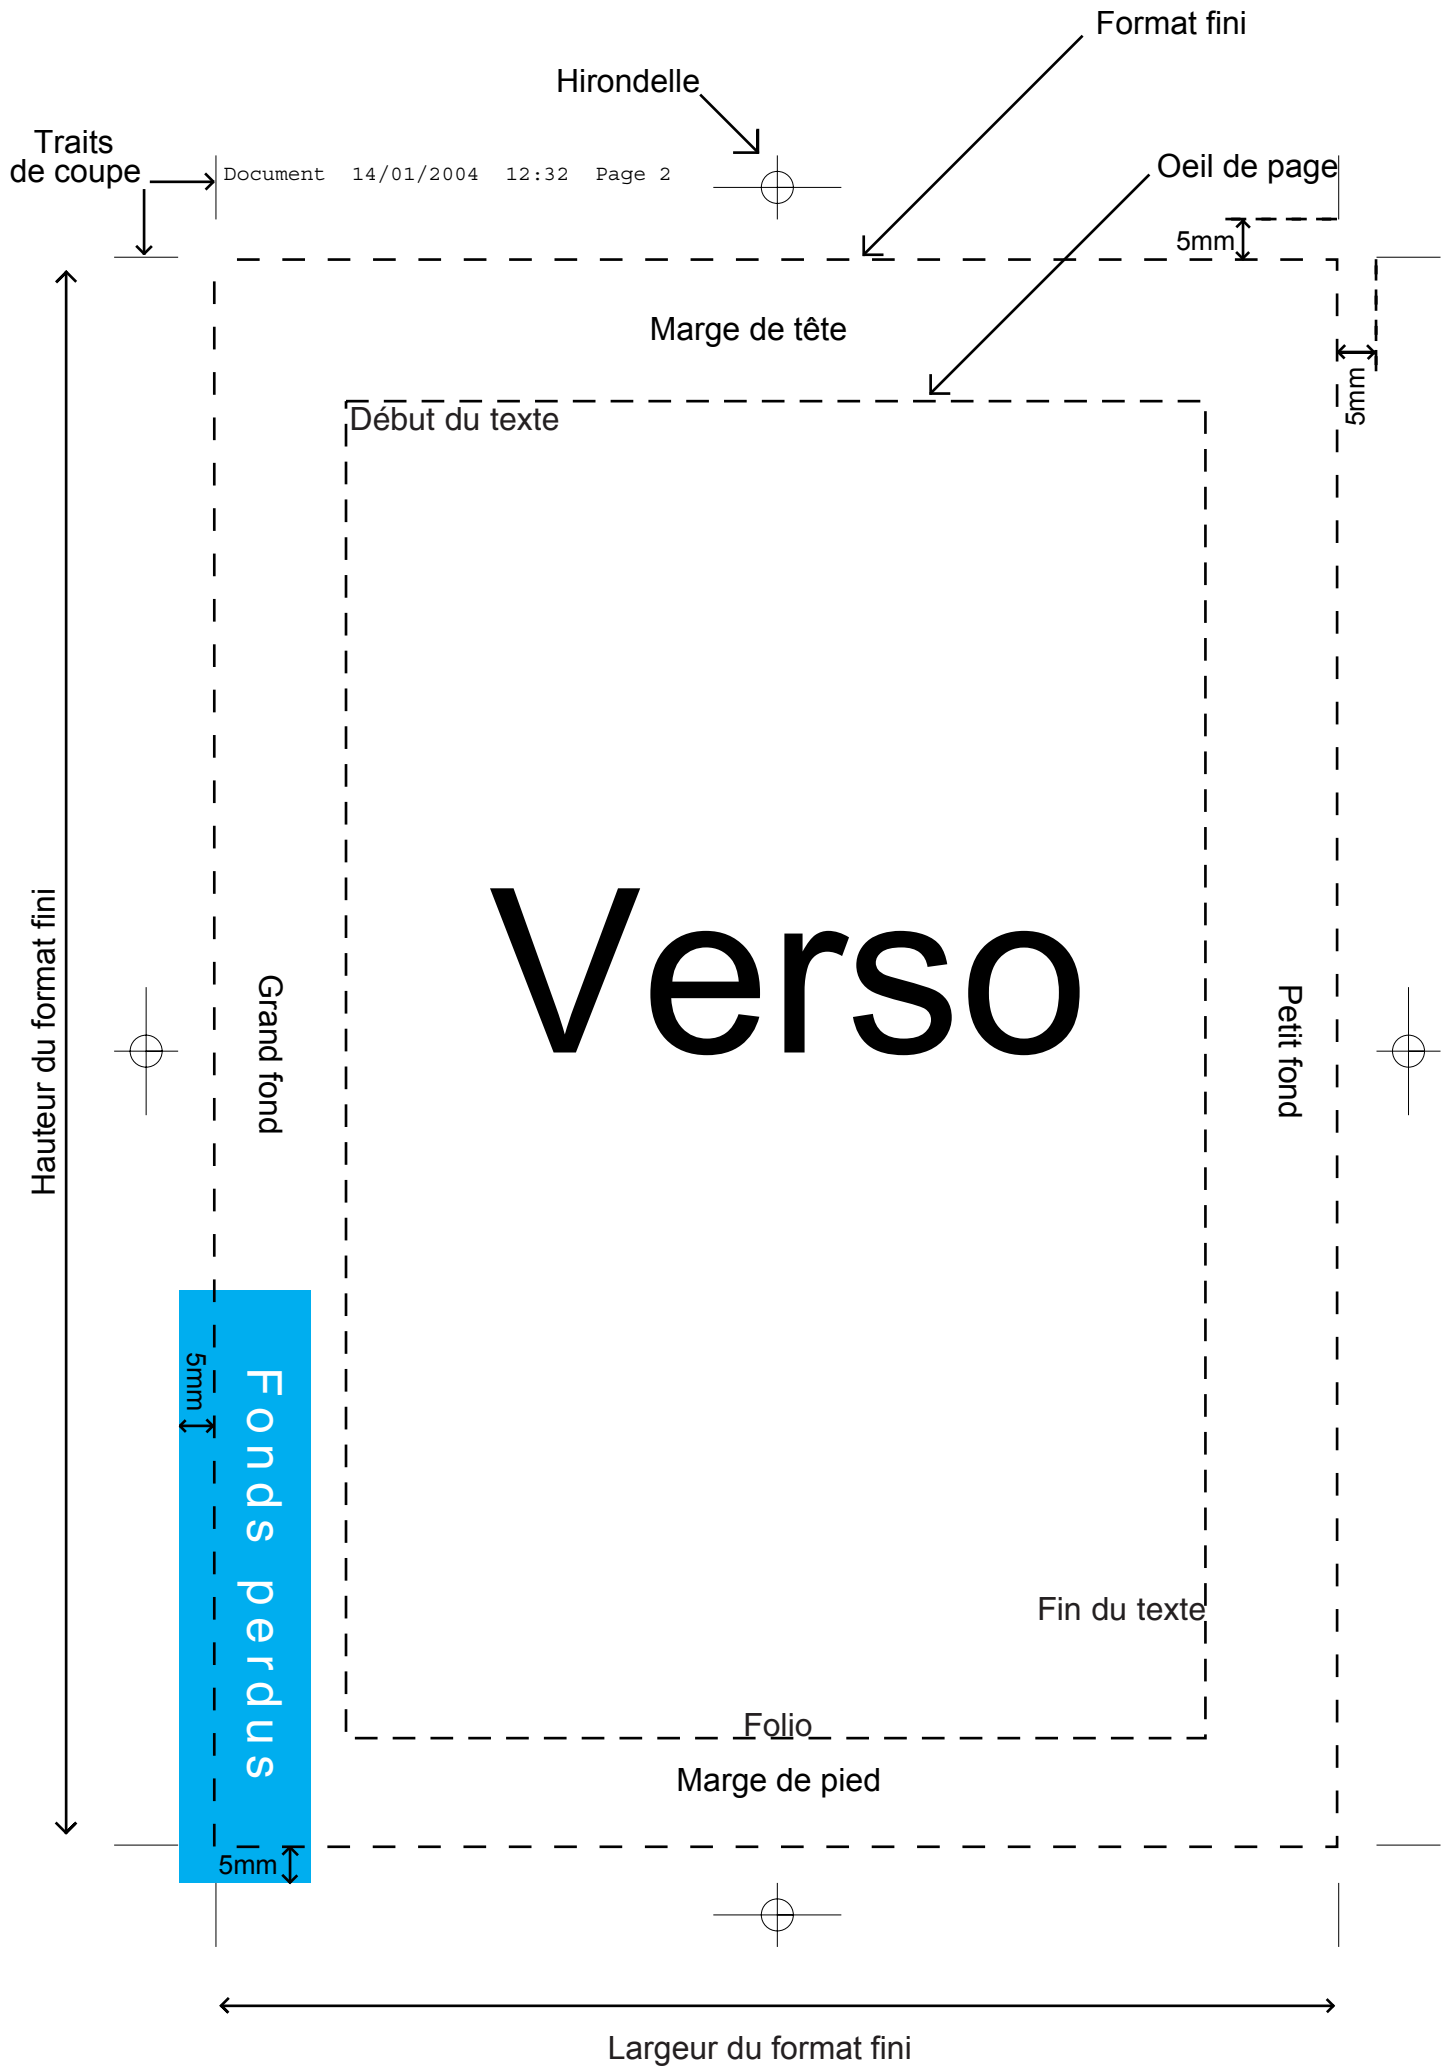 Format fini
Hirondelle
Traits
de coupe
Document 14/01/2004 12:32 Page 2
Oeil de page
5mm
Marge de tête
5mm
Début du texte
Verso
Hauteur du format fini
Grand fond
Petit fond
5mm
Fonds perdus
Fin du texte
Folio
Marge de pied
5mm
Largeur du format fini